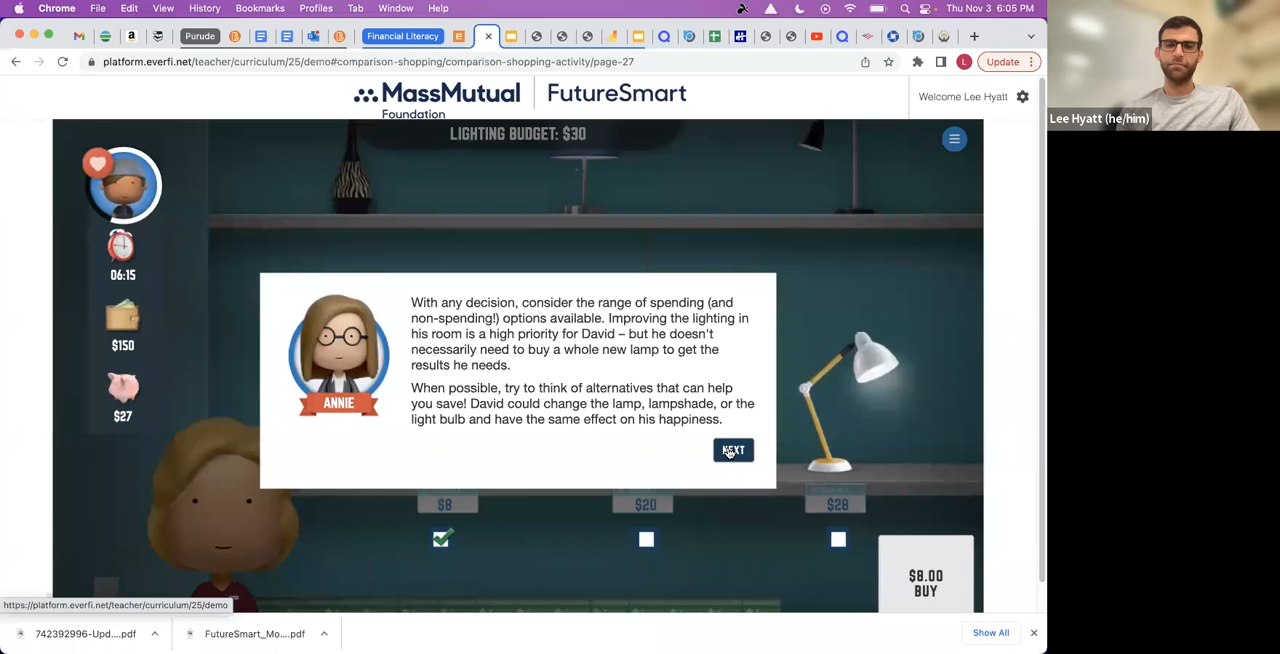 Chrome File Edit View History Bookmarks Profiles Tab Window Help Thu Nov 3 6:05 PM
Purude Financial Literacy
platform.everfi.net/teacher/curriculum/25/demo#comparison-shopping/comparison-shopping-activity/page-27 L Update
MassMutual FutureSmart
Foundation
Welcome Lee Hyatt
Lee Hyatt (he/him)
LIGHTING BUDGET: $30
06:15
$150
$27
With any decision, consider the range of spending (and
non-spending!) options available. Improving the lighting in
his room is a high priority for David – but he doesn't
necessarily need to buy a whole new lamp to get the
results he needs.
When possible, try to think of alternatives that can help
you save! David could change the lamp, lampshade, or the
light bulb and have the same effect on his happiness.
ANNIE
NEXT
$8 $20 $28
$8.00
BUY
https://platform.everfi.net/teacher/curriculum/25/demo
742392996-Upd....pdf FutureSmart_Mo....pdf Show All